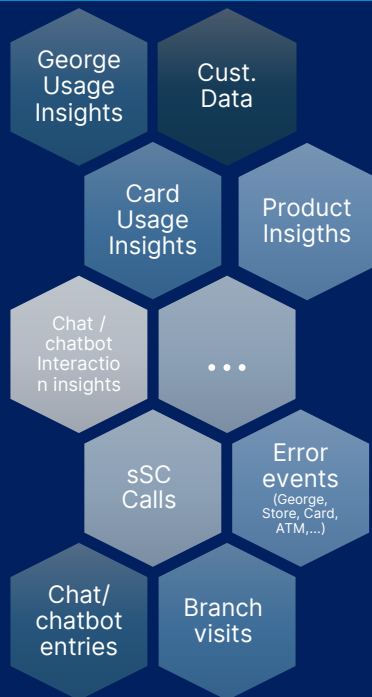 George
Usage
Insights
Cust.
Data
Card
Usage
Insights
Product
Insigths
Chat /
chatbot
Interactio
n insights
...
sSC
Calls
Error
events
(George,
Store, Card,
ATM,...)
Chat/
chatbot
entries
Branch
visits